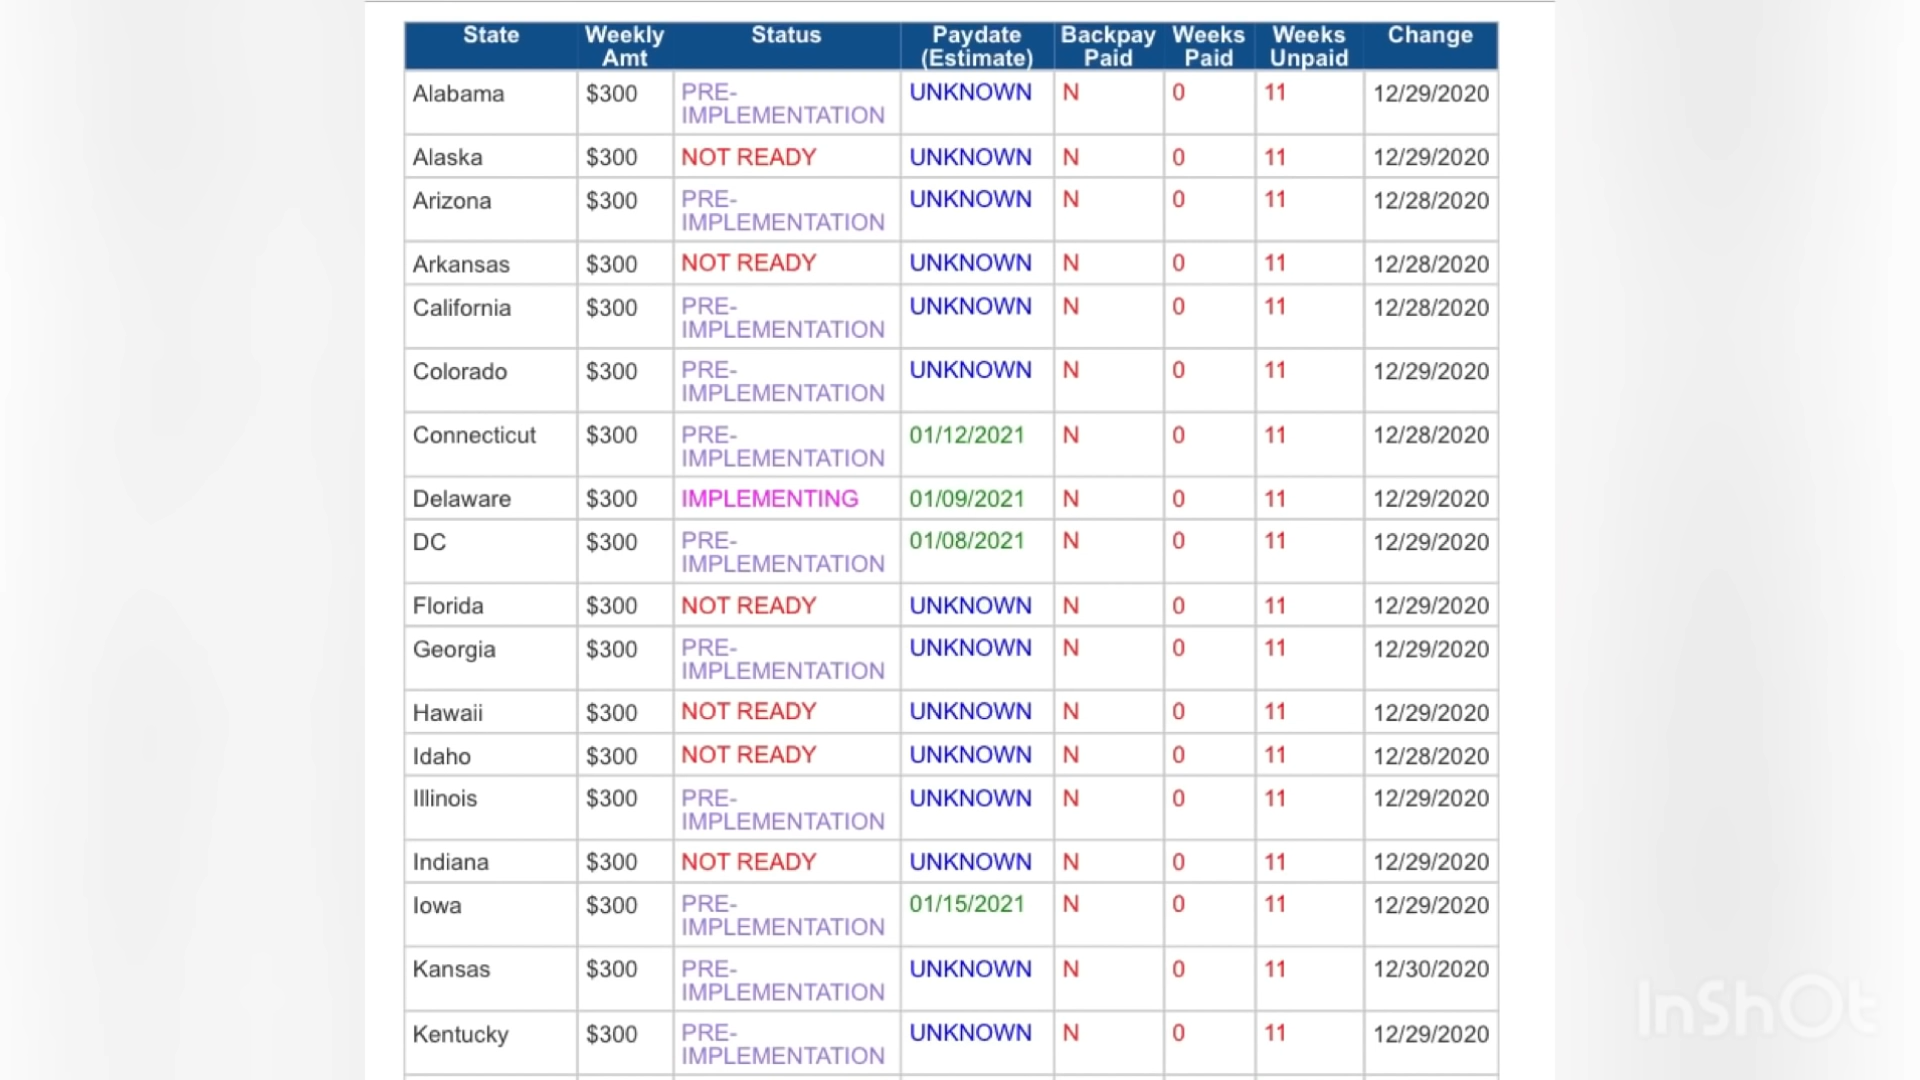 State Weekly Amt Status Paydate (Estimate) Backpay Paid Weeks Paid Weeks Unpaid Change
Alabama $300 PRE-IMPLEMENTATION UNKNOWN N 0 11 12/29/2020
Alaska $300 NOT READY UNKNOWN N 0 11 12/29/2020
Arizona $300 PRE-IMPLEMENTATION UNKNOWN N 0 11 12/28/2020
Arkansas $300 NOT READY UNKNOWN N 0 11 12/28/2020
California $300 PRE-IMPLEMENTATION UNKNOWN N 0 11 12/28/2020
Colorado $300 PRE-IMPLEMENTATION UNKNOWN N 0 11 12/29/2020
Connecticut $300 PRE-IMPLEMENTATION 01/12/2021 N 0 11 12/28/2020
Delaware $300 IMPLEMENTING 01/09/2021 N 0 11 12/29/2020
DC $300 PRE-IMPLEMENTATION 01/08/2021 N 0 11 12/29/2020
Florida $300 NOT READY UNKNOWN N 0 11 12/29/2020
Georgia $300 PRE-IMPLEMENTATION UNKNOWN N 0 11 12/29/2020
Hawaii $300 NOT READY UNKNOWN N 0 11 12/29/2020
Idaho $300 NOT READY UNKNOWN N 0 11 12/28/2020
Illinois $300 PRE-IMPLEMENTATION UNKNOWN N 0 11 12/29/2020
Indiana $300 NOT READY UNKNOWN N 0 11 12/29/2020
Iowa $300 PRE-IMPLEMENTATION 01/15/2021 N 0 11 12/29/2020
Kansas $300 PRE-IMPLEMENTATION UNKNOWN N 0 11 12/30/2020
Kentucky $300 PRE-IMPLEMENTATION UNKNOWN N 0 11 12/29/2020
InShOt